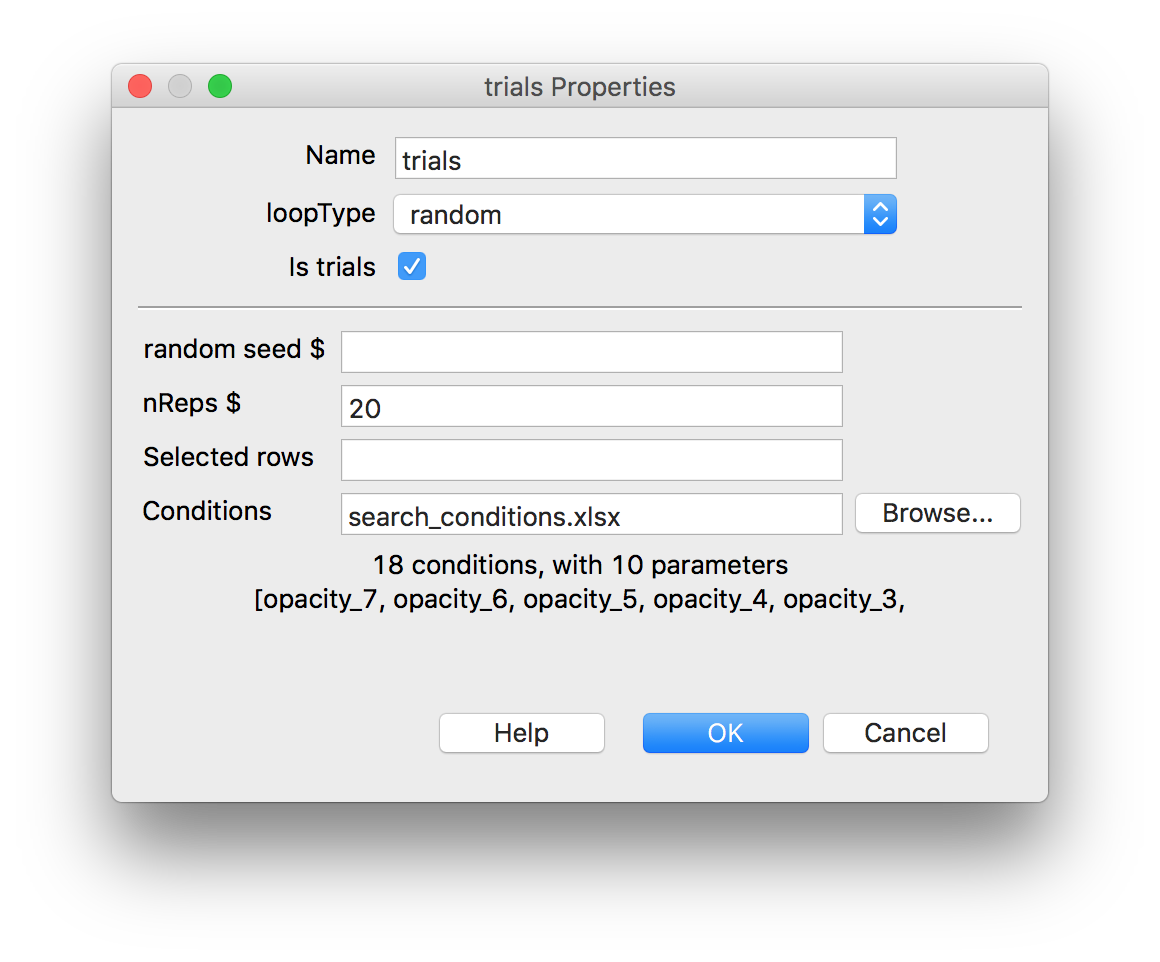 trials Properties
Name
trials
loopType
random
Is trials
random seed $
nReps $
20
Selected rows
Conditions
search_conditions.xlsx
Browse...
18 conditions, with 10 parameters
[opacity_7, opacity_6, opacity_5, opacity_4, opacity_3,
Help
OK
Cancel